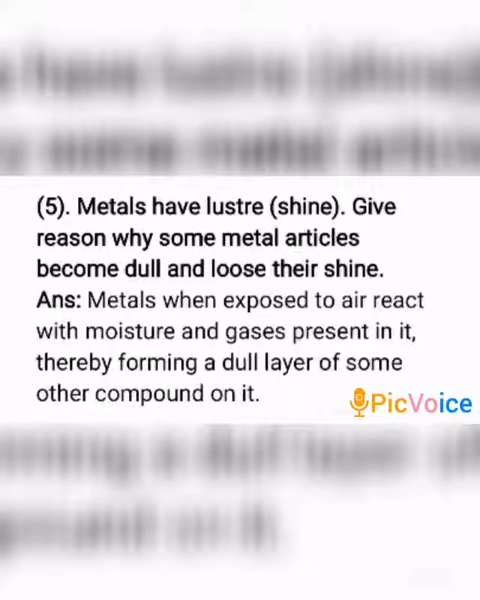 (5). Metals have lustre (shine). Give
reason why some metal articles
become dull and loose their shine.
Ans: Metals when exposed to air react
with moisture and gases present in it,
thereby forming a dull layer of some
other compound on it.
PicVoice